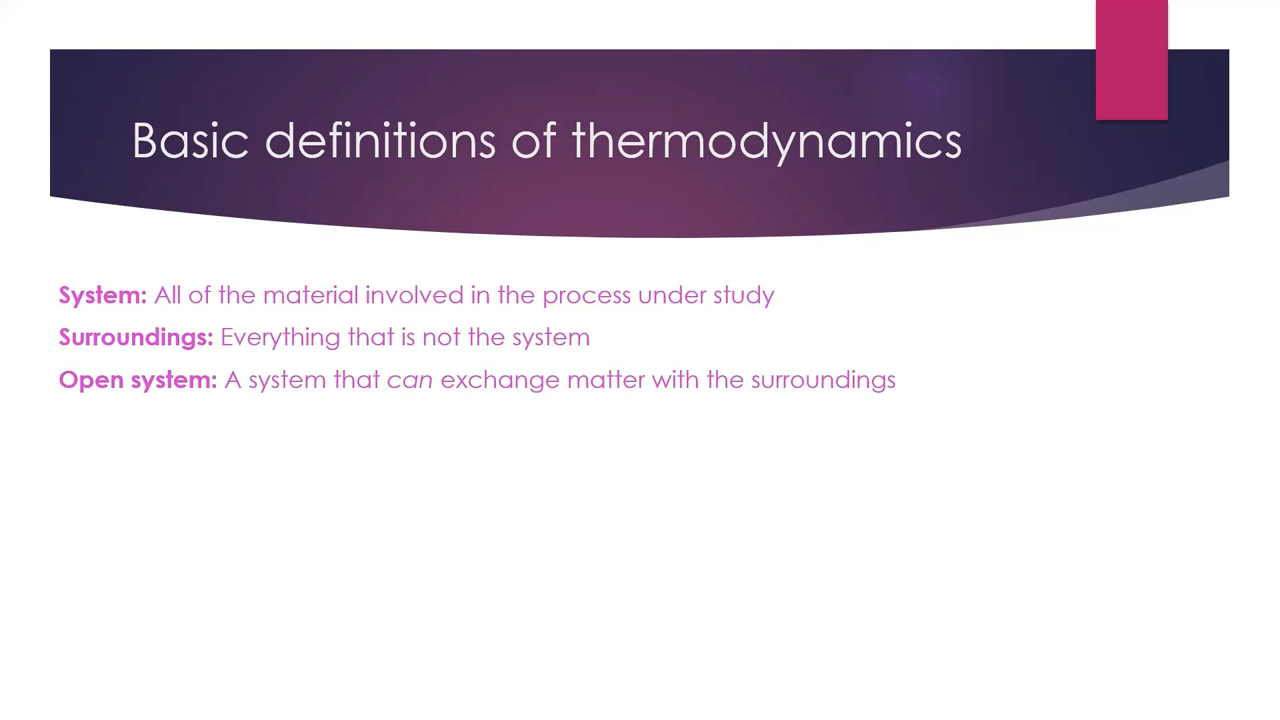 Basic definitions of thermodynamics
System: All of the material involved in the process under study
Surroundings: Everything that is not the system
Open system: A system that can exchange matter with the surroundings